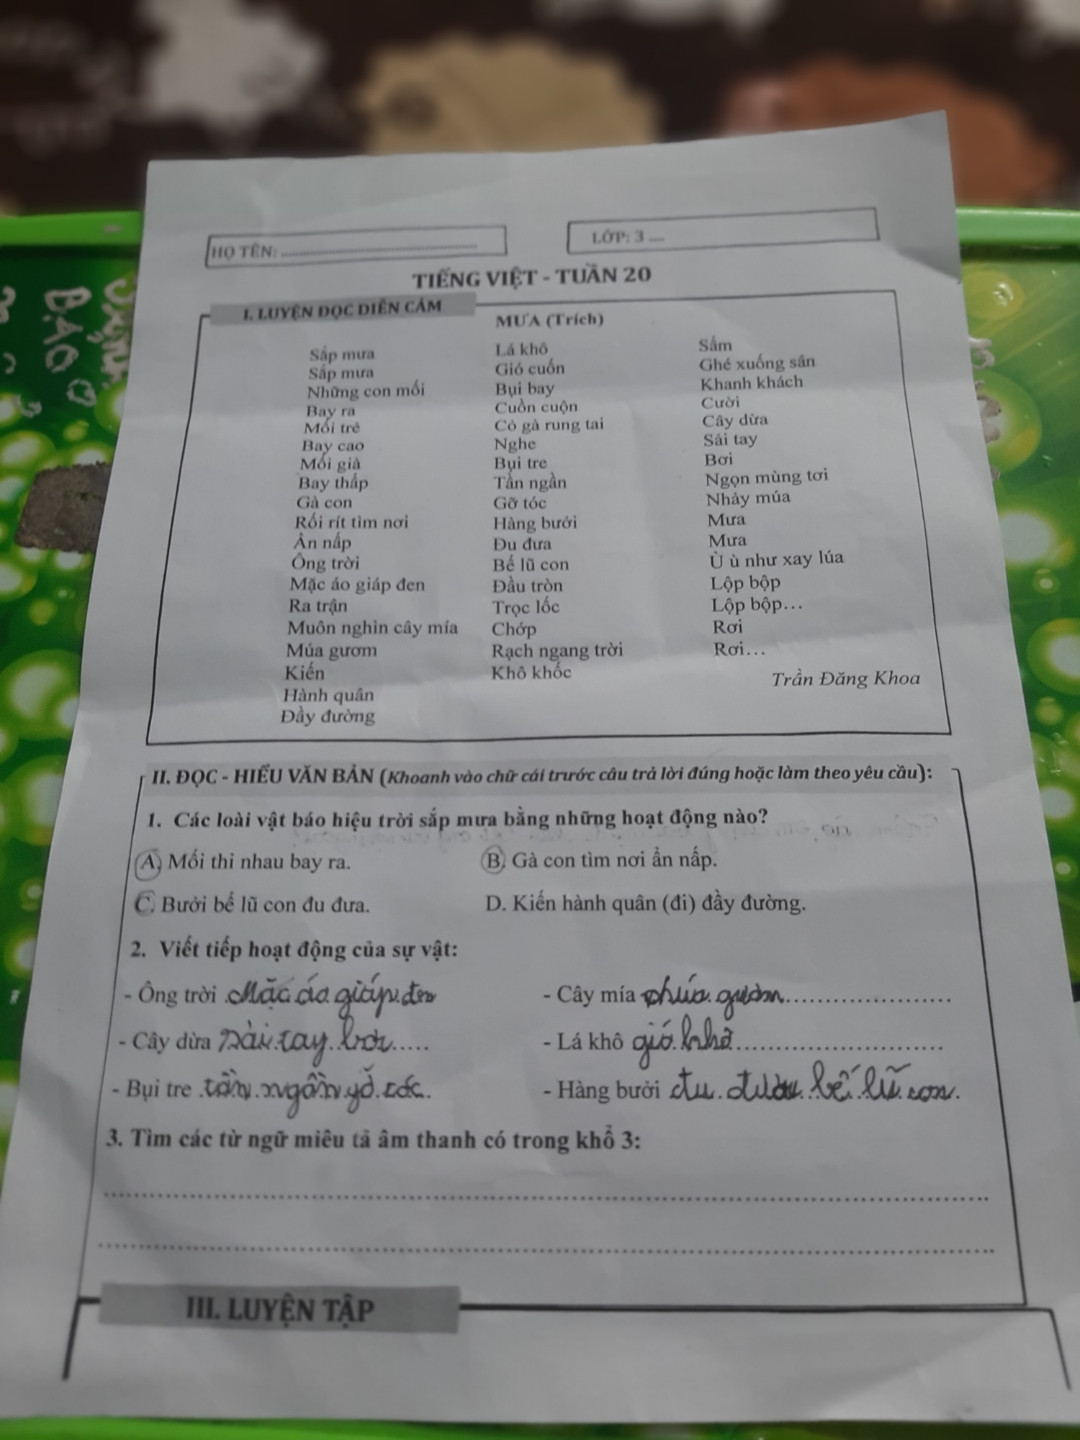 HỌ TÊN:
LỚP: 3 ....
TIẾNG VIỆT - TUẦN 20
I. LUYỆN ĐỌC DIỄN CẢM
MƯA (Trích)
Sắp mưa
Sắp mưa
Những con mối
Bay ra
Mối trẻ
Bay cao
Mối già
Bay thấp
Gà con
Rối rít tìm nơi
Ẩn nấp
Ông trời
Mặc áo giáp đen
Ra trận
Muôn nghìn cây mía
Múa gươm
Kiến
Hành quân
Đầy đường
Lá khô
Gió cuốn
Bụi bay
Cuồn cuộn
Cỏ gà rung tai
Nghe
Bụi tre
Tần ngần
Gỡ tóc
Hàng bưởi
Đu đưa
Bế lũ con
Đầu tròn
Trọc lốc
Chớp
Rạch ngang trời
Khô khốc
Sấm
Ghé xuống sân
Khanh khách
Cười
Cây dừa
Sải tay
Bơi
Ngọn mùng tơi
Nhảy múa
Mưa
Mưa
Ù ù như xay lúa
Lộp bộp
Lộp bộp...
Rơi
Rơi...
Trần Đăng Khoa
II. ĐỌC - HIỂU VĂN BẢN (Khoanh vào chữ cái trước câu trả lời đúng hoặc làm theo yêu cầu):
1. Các loài vật báo hiệu trời sắp mưa bằng những hoạt động nào?
A. Mối thi nhau bay ra. B. Gà con tìm nơi ẩn nấp.
C. Bưởi bế lũ con đu đưa. D. Kiến hành quân (đi) đầy đường.
2. Viết tiếp hoạt động của sự vật:
- Ông trời Mặc áo giáp đen - Cây mía gươm
- Cây dừa sải tay bơi - Lá khô gió
- Bụi tre tần ngần gỡ tóc. - Hàng bưởi đu đưa bế lũ con.
3. Tìm các từ ngữ miêu tả âm thanh có trong khổ 3:
III. LUYỆN TẬP
BẢO